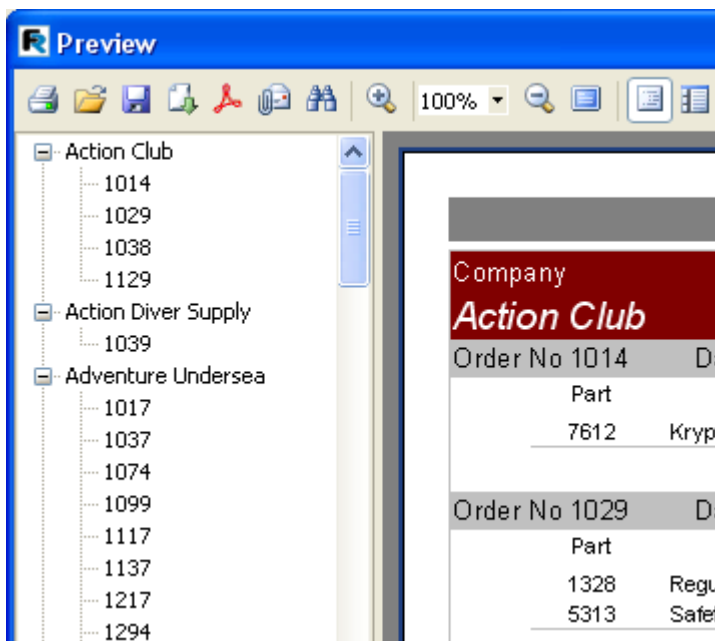 Preview
100%
Action Club
1014
1029
1038
1129
Action Diver Supply
1039
Adventure Undersea
1017
1037
1074
1099
1117
1137
1217
1294
Company
Action Club
Order No 1014
Part
7612
Order No 1029
Part
1328
5313